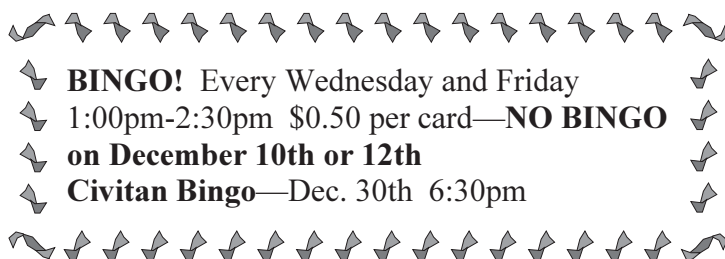 BINGO!  Every Wednesday and Friday
1:00pm-2:30pm  $0.50 per card—NO BINGO
on December 10th or 12th
Civitan Bingo—Dec. 30th  6:30pm